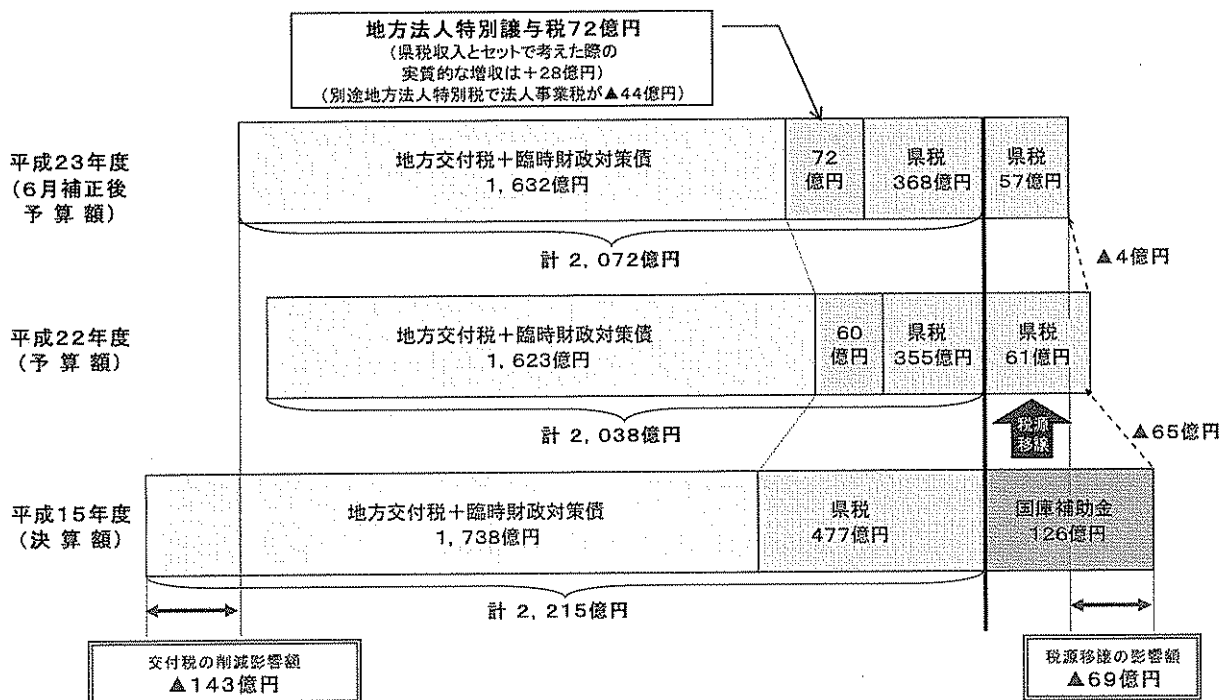 地方法人特別譲与税72億円
(県税収入とセットで考えた際の
実質的な増収は+28億円)
(別途地方法人特別税で法人事業税が▲44億円)
平成23年度
(6月補正後
予 算 額)
地方交付税+臨時財政対策債
1, 632億円
72
億円
県税
368億円
県税
57億円
計 2, 072億円
▲4億円
平成22年度
(予 算 額)
地方交付税+臨時財政対策債
1, 623億円
60
億円
県税
355億円
県税
61億円
計 2, 038億円
税源
移譲
▲65億円
平成15年度
(決 算 額)
地方交付税+臨時財政対策債
1, 738億円
県税
477億円
国庫補助金
126億円
計 2, 215億円
交付税の削減影響額
▲143億円
税源移譲の影響額
▲69億円